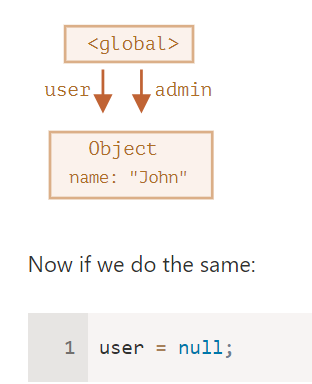 <global>
user admin
Object
name: "John"
Now if we do the same:
1 user = null;